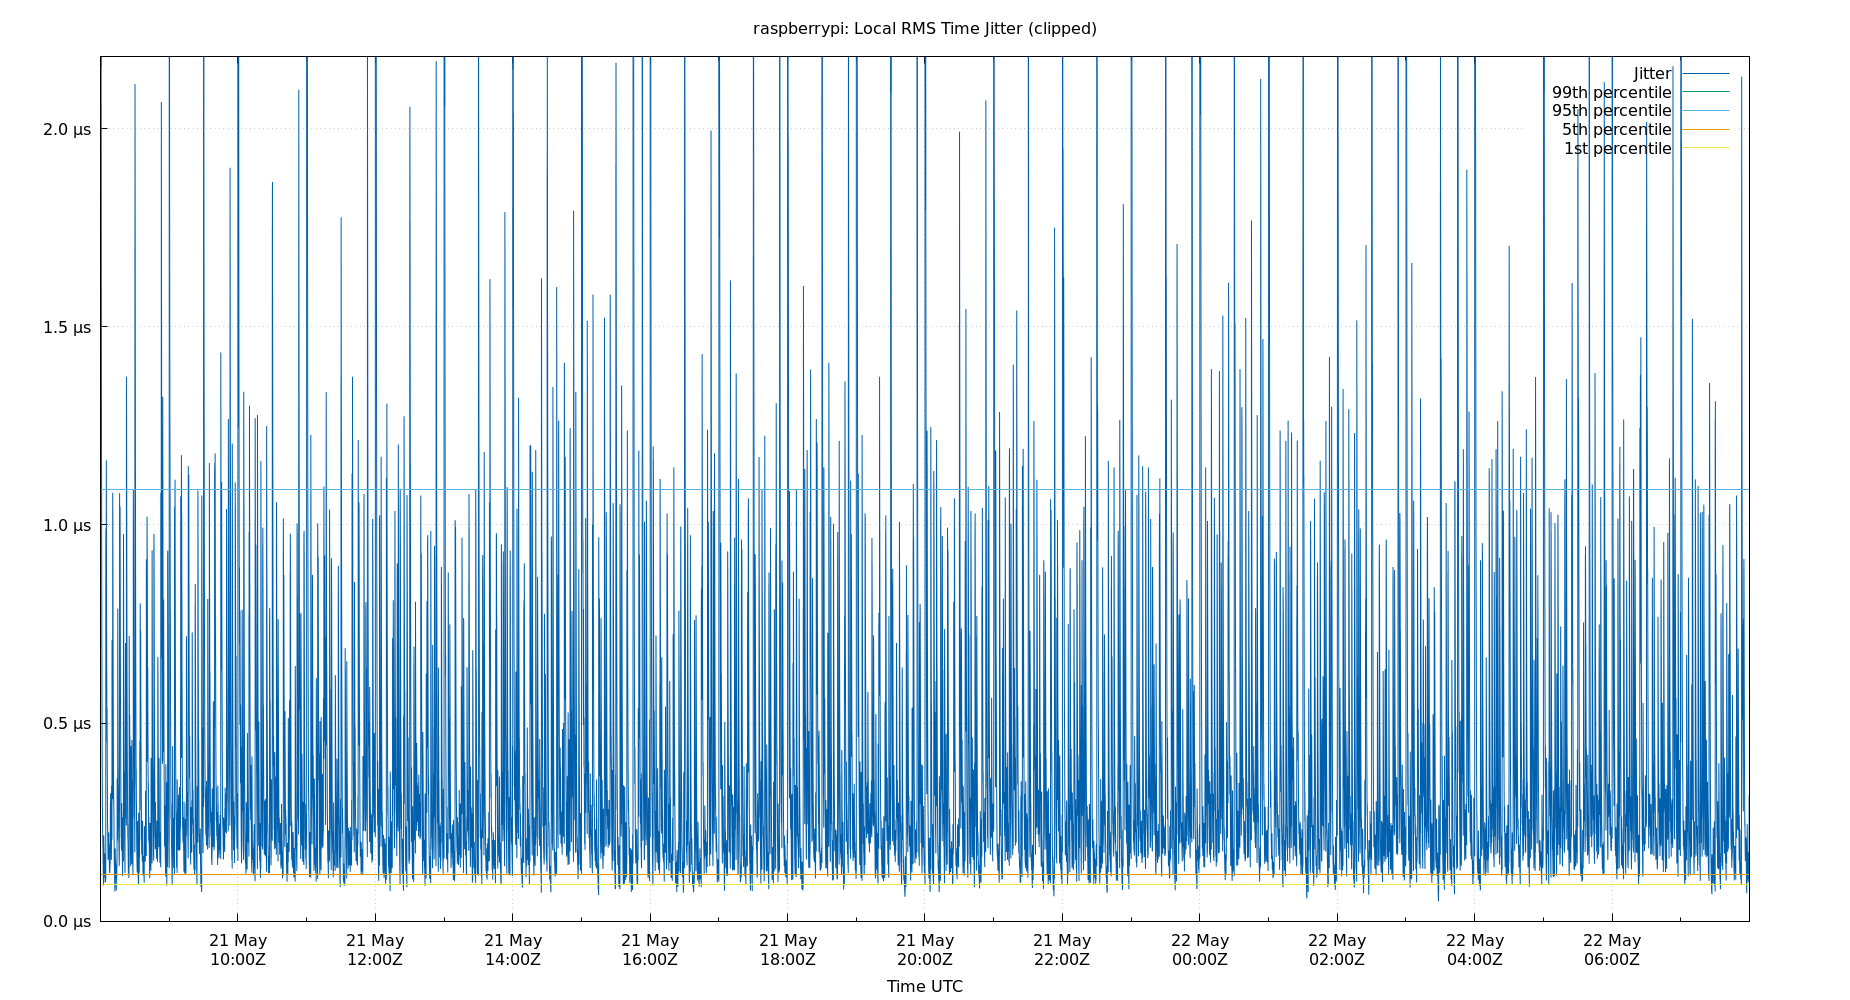 raspberrypi: Local RMS Time Jitter (clipped)
Jitter
99th percentile
95th percentile
5th percentile
1st percentile
2.0 µs
1.5 µs
1.0 µs
0.5 µs
0.0 µs
21 May 21 May 21 May 21 May 21 May 21 May 21 May 22 May 22 May 22 May 22 May
10:00Z 12:00Z 14:00Z 16:00Z 18:00Z 20:00Z 22:00Z 00:00Z 02:00Z 04:00Z 06:00Z
Time UTC